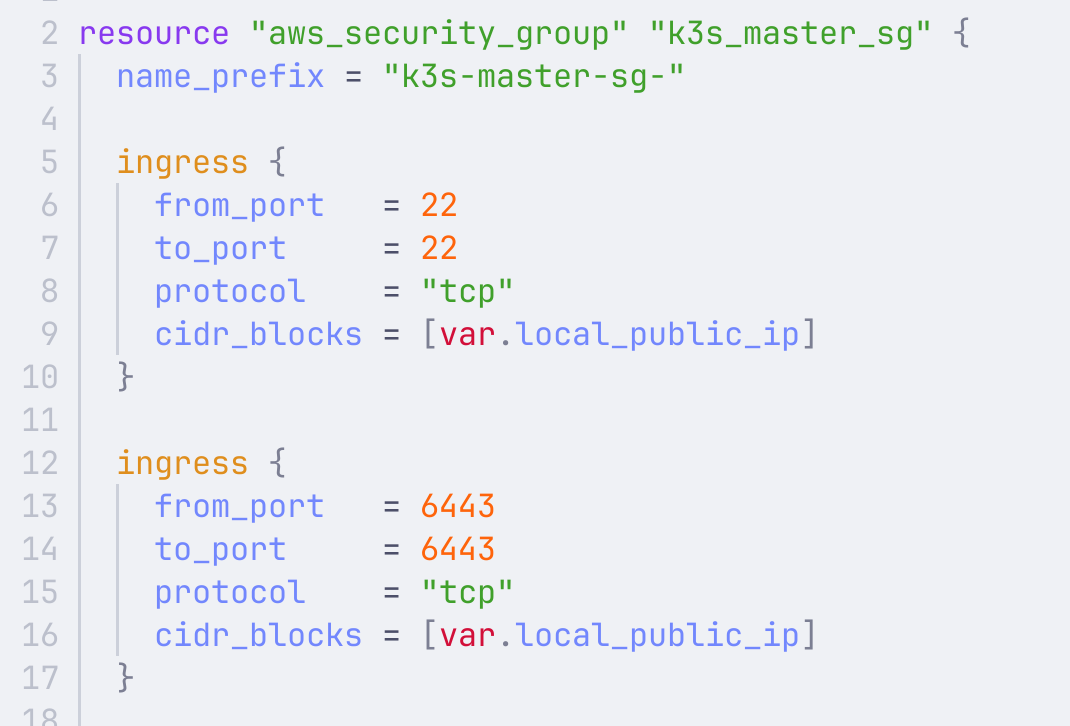 2 resource "aws_security_group" "k3s_master_sg" {
3   name_prefix = "k3s-master-sg-"
4
5   ingress {
6     from_port   = 22
7     to_port     = 22
8     protocol    = "tcp"
9     cidr_blocks = [var.local_public_ip]
10   }
11
12   ingress {
13     from_port   = 6443
14     to_port     = 6443
15     protocol    = "tcp"
16     cidr_blocks = [var.local_public_ip]
17   }
18